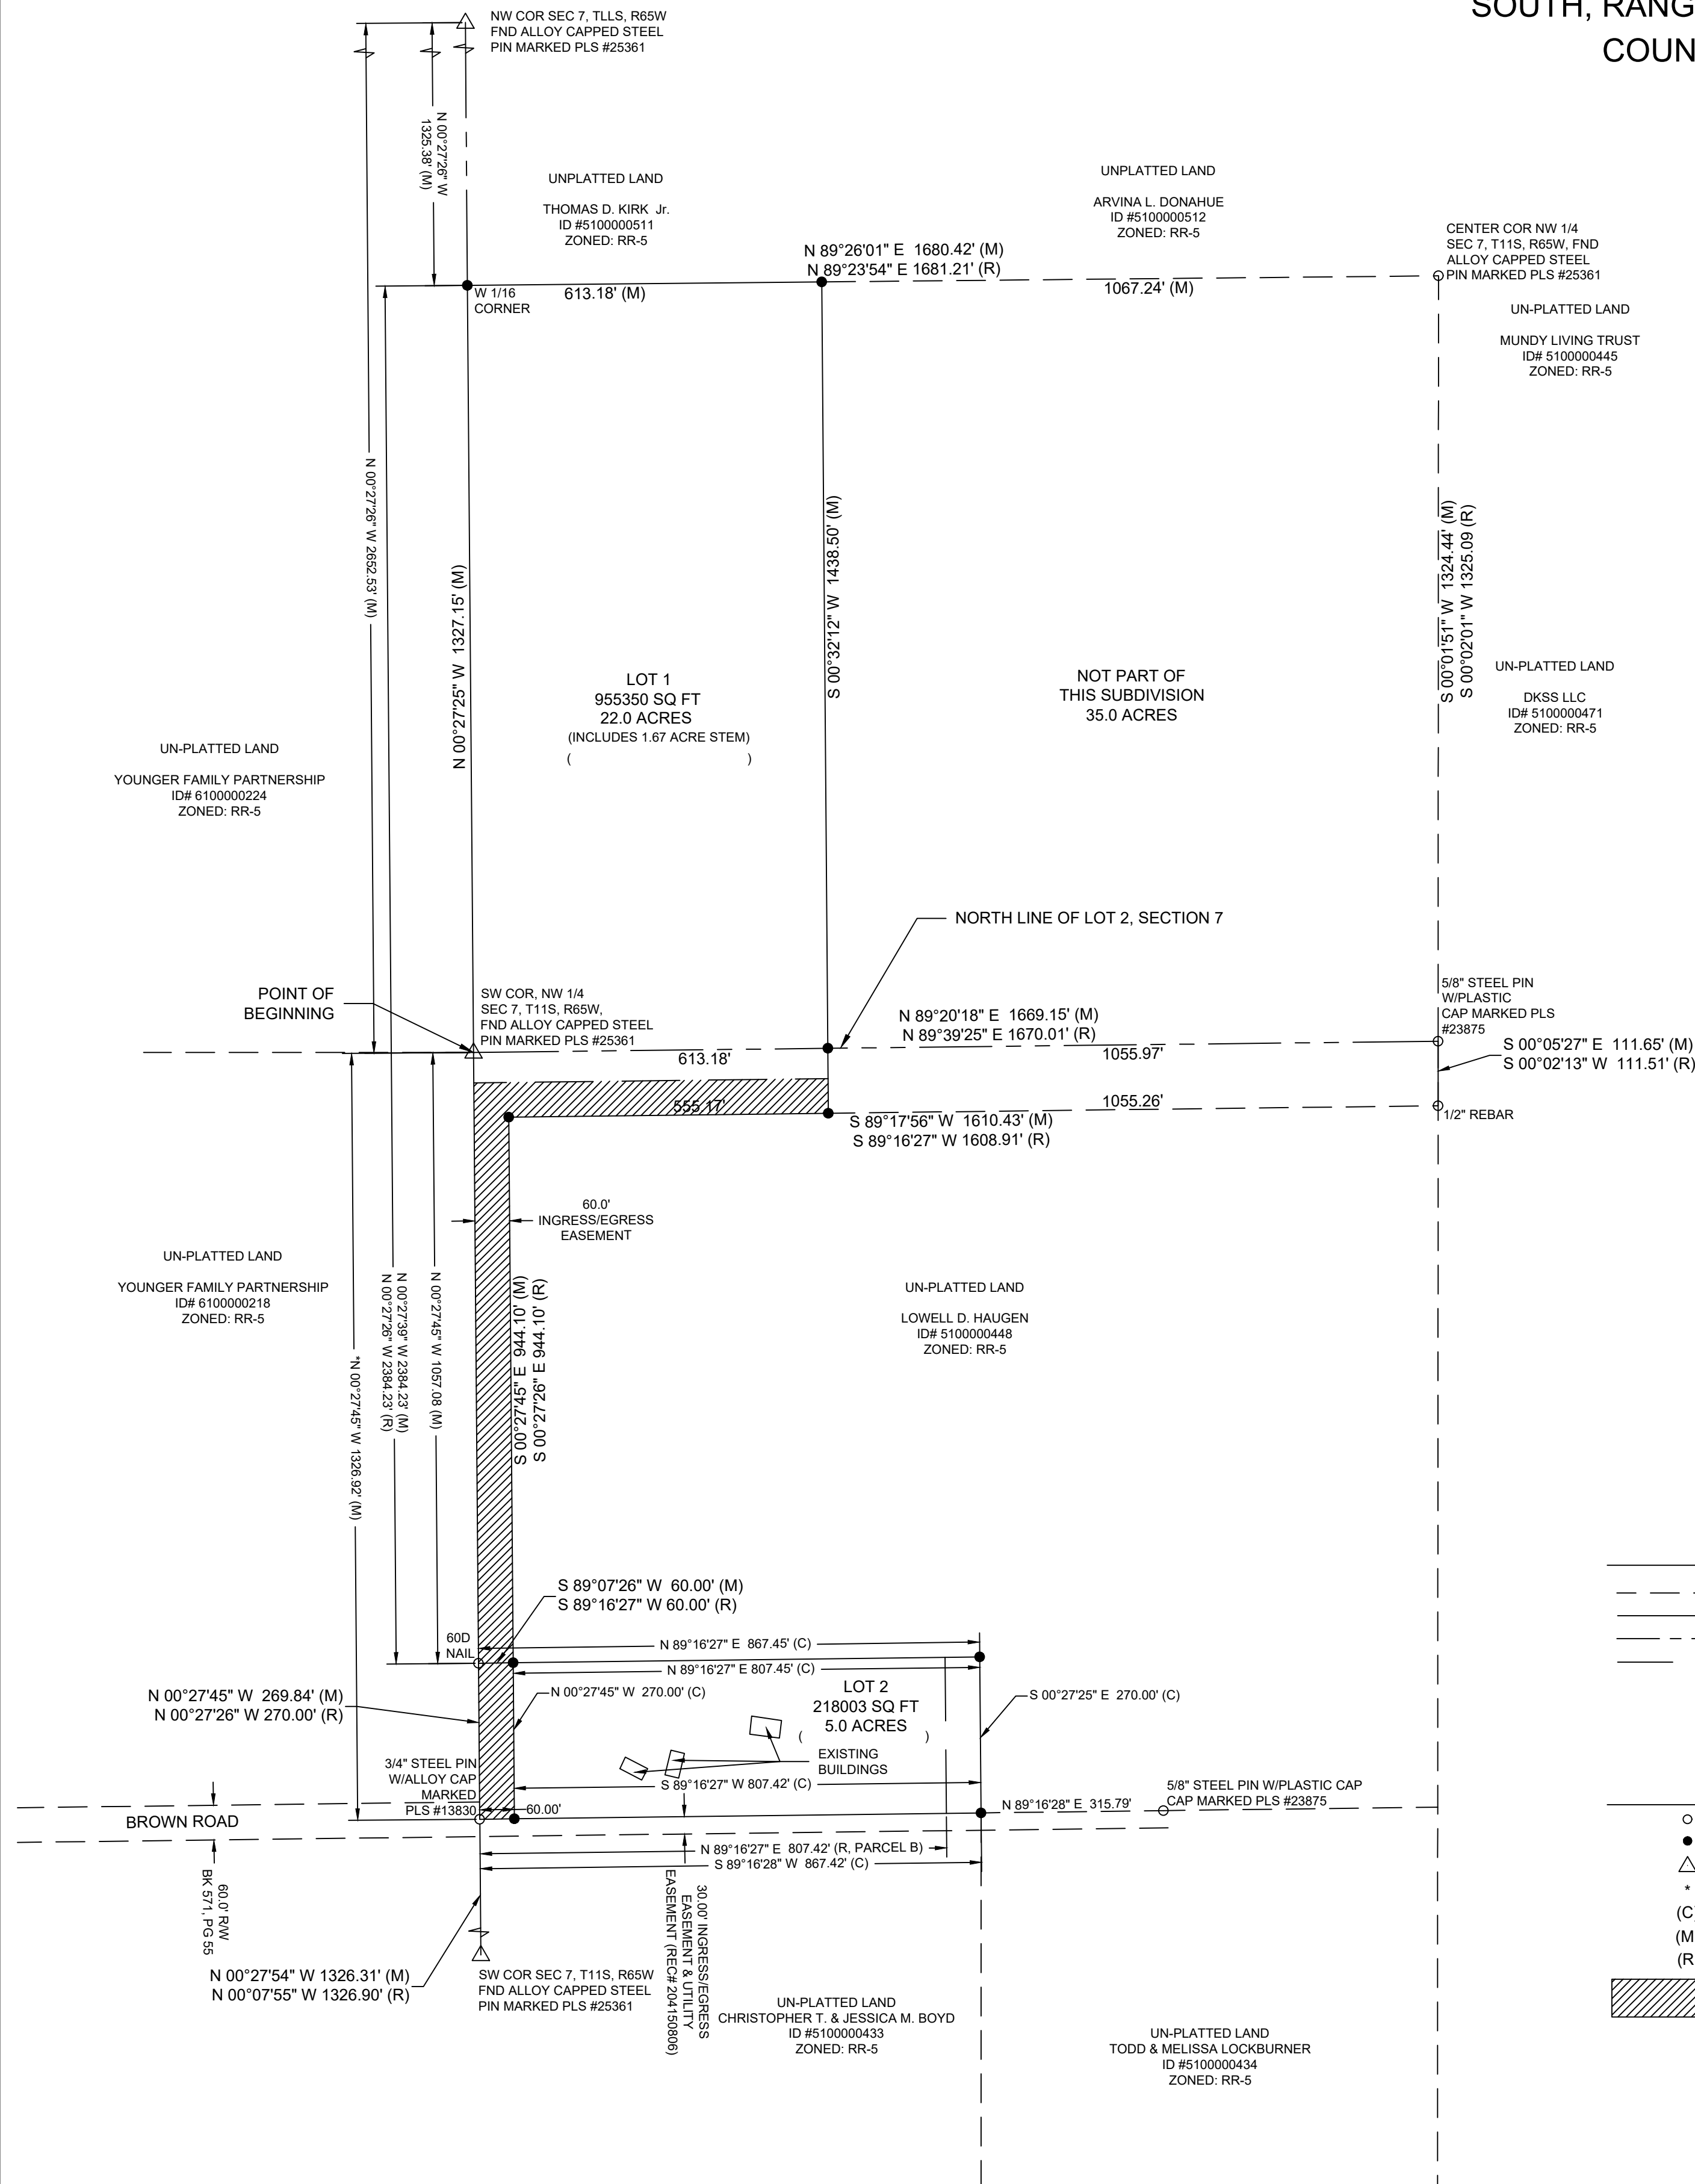 SOUTH, RANG
COUN
NW COR SEC 7, TLLS, R65W
FND ALLOY CAPPED STEEL
PIN MARKED PLS #25361
N 00°27'26" W
1325.38' (M)
UNPLATTED LAND
THOMAS D. KIRK Jr.
ID #5100000511
ZONED: RR-5
UNPLATTED LAND
ARVINA L. DONAHUE
ID #5100000512
ZONED: RR-5
N 89°26'01" E 1680.42' (M)
N 89°23'54" E 1681.21' (R)
CENTER COR NW 1/4
SEC 7, T11S, R65W, FND
ALLOY CAPPED STEEL
PIN MARKED PLS #25361
W 1/16
CORNER
613.18' (M)
1067.24' (M)
UN-PLATTED LAND
MUNDY LIVING TRUST
ID# 5100000445
ZONED: RR-5
N 00°27'26" W 2652.53' (M)
N 00°27'25" W 1327.15' (M)
S 00°32'12" W 1438.50' (M)
S 00°01'51" W 1324.44' (M)
S 00°02'01" W 1325.09 (R)
LOT 1
955350 SQ FT
22.0 ACRES
(INCLUDES 1.67 ACRE STEM)
( )
NOT PART OF
THIS SUBDIVISION
35.0 ACRES
UN-PLATTED LAND
DKSS LLC
ID# 5100000471
ZONED: RR-5
UN-PLATTED LAND
YOUNGER FAMILY PARTNERSHIP
ID# 6100000224
ZONED: RR-5
NORTH LINE OF LOT 2, SECTION 7
POINT OF
BEGINNING
SW COR, NW 1/4
SEC 7, T11S, R65W,
FND ALLOY CAPPED STEEL
PIN MARKED PLS #25361
N 89°20'18" E 1669.15' (M)
N 89°39'25" E 1670.01' (R)
5/8" STEEL PIN
W/PLASTIC
CAP MARKED PLS
#23875
613.18'
1055.97'
S 00°05'27" E 111.65' (M)
S 00°02'13" W 111.51' (R)
555.17'
1055.26'
1/2" REBAR
S 89°17'56" W 1610.43' (M)
S 89°16'27" W 1608.91' (R)
60.0'
INGRESS/EGRESS
EASEMENT
UN-PLATTED LAND
YOUNGER FAMILY PARTNERSHIP
ID# 6100000218
ZONED: RR-5
*N 00°27'45" W 1326.92' (M)
N 00°27'39" W 2384.23' (M)
N 00°27'26" W 2384.23' (R)
N 00°27'45" W 1057.08 (M)
S 00°27'45" E 944.10' (M)
S 00°27'26" E 944.10' (R)
UN-PLATTED LAND
LOWELL D. HAUGEN
ID# 5100000448
ZONED: RR-5
S 89°07'26" W 60.00' (M)
S 89°16'27" W 60.00' (R)
60D
NAIL
N 89°16'27" E 867.45' (C)
N 89°16'27" E 807.45' (C)
N 00°27'45" W 269.84' (M)
N 00°27'26" W 270.00' (R)
N 00°27'45" W 270.00' (C)
LOT 2
218003 SQ FT
5.0 ACRES
( )
S 00°27'25" E 270.00' (C)
EXISTING
BUILDINGS
3/4" STEEL PIN
W/ALLOY CAP
MARKED
PLS #13830
S 89°16'27" W 807.42' (C)
5/8" STEEL PIN W/PLASTIC CAP
CAP MARKED PLS #23875
60.00'
N 89°16'28" E 315.79'
BROWN ROAD
N 89°16'27" E 807.42' (R, PARCEL B)
S 89°16'28" W 867.42' (C)
60.0' R/W
BK 571, PG 55
30.00' INGRESS/EGRESS
EASEMENT & UTILITY
EASEMENT (REC# 204150806)
N 00°27'54" W 1326.31' (M)
N 00°07'55" W 1326.90' (R)
SW COR SEC 7, T11S, R65W
FND ALLOY CAPPED STEEL
PIN MARKED PLS #25361
UN-PLATTED LAND
CHRISTOPHER T. & JESSICA M. BOYD
ID #5100000433
ZONED: RR-5
UN-PLATTED LAND
TODD & MELISSA LOCKBURNER
ID #5100000434
ZONED: RR-5
*
(C
(M
(R